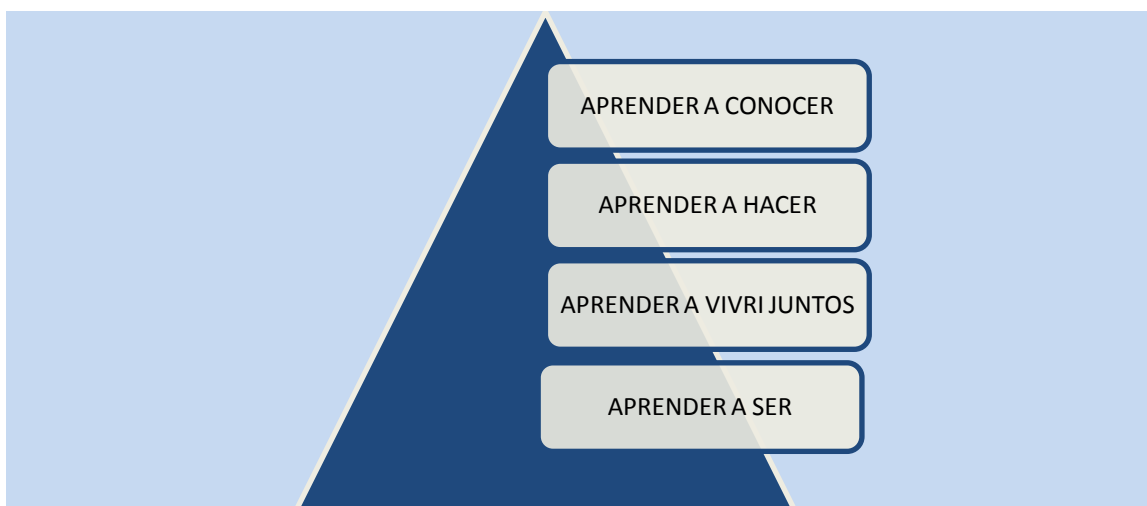 APRENDER A CONOCER
APRENDER A HACER
APRENDER A VIVRI JUNTOS
APRENDER A SER